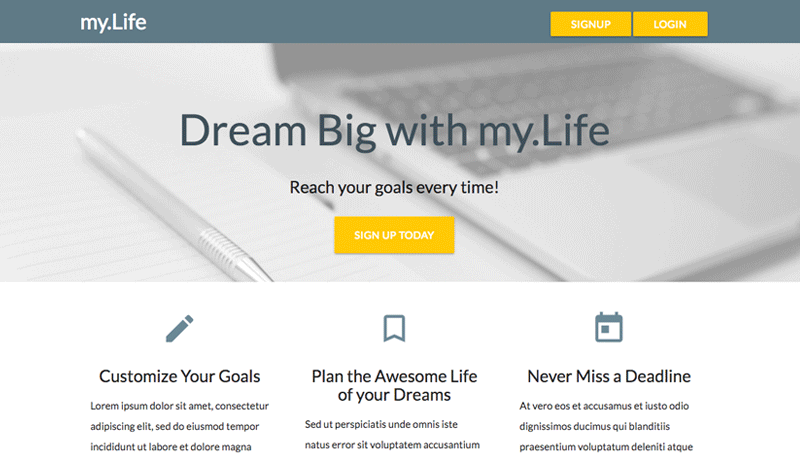 my.Life
SIGNUP
LOGIN
Dream Big with my.Life
Reach your goals every time!
SIGN UP TODAY
Customize Your Goals
Lorem ipsum dolor sit amet, consectetur
adipiscing elit, sed do eiusmod tempor
incididunt ut labore et dolore magna
Plan the Awesome Life
of your Dreams
Sed ut perspiciatis unde omnis iste
natus error sit voluptatem accusantium
Never Miss a Deadline
At vero eos et accusamus et iusto odio
dignissimos ducimus qui blanditiis
praesentium voluptatum deleniti atque